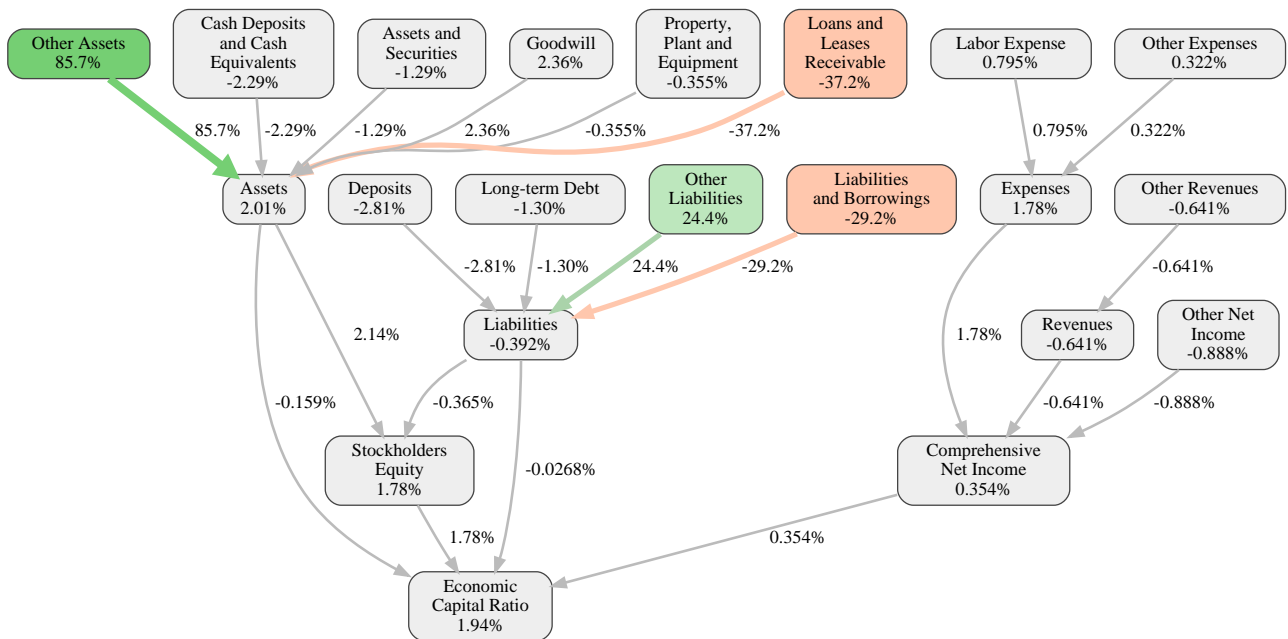 Other Assets
85.7%
Cash Deposits
and Cash
Equivalents
-2.29%
Assets and
Securities
-1.29%
Goodwill
2.36%
Property,
Plant and
Equipment
-0.355%
Loans and
Leases
Receivable
-37.2%
Labor Expense
0.795%
Other Expenses
0.322%
85.7%
-2.29%
-1.29%
2.36%
-0.355%
-37.2%
0.795%
0.322%
Assets
2.01%
Deposits
-2.81%
Long-term Debt
-1.30%
Other
Liabilities
24.4%
Liabilities
and Borrowings
-29.2%
Expenses
1.78%
Other Revenues
-0.641%
-2.81%
-1.30%
24.4%
-29.2%
-0.641%
2.14%
Liabilities
-0.392%
1.78%
Revenues
-0.641%
Other Net
Income
-0.888%
-0.159%
-0.365%
-0.641%
-0.888%
Stockholders
Equity
1.78%
-0.0268%
Comprehensive
Net Income
0.354%
1.78%
0.354%
Economic
Capital Ratio
1.94%